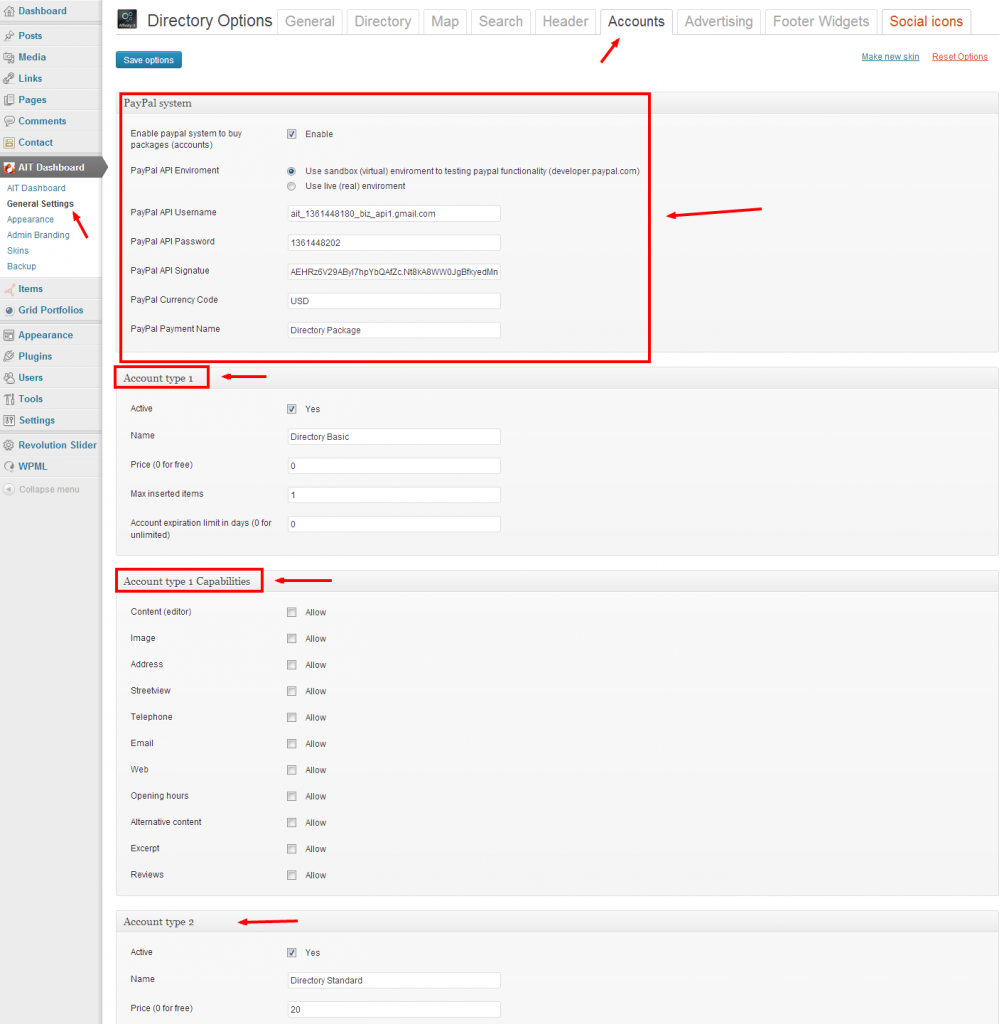 Dashboard
Posts
Media
Links
Pages
Comments
Contact
AIT Dashboard
AIT Dashboard
General Settings
Appearance
Admin Branding
Skins
Backup
Items
Grid Portfolios
Appearance
Plugins
Users
Tools
Settings
Revolution Slider
WPML
Collapse menu
Directory Options General Directory Map Search Header Accounts Advertising Footer Widgets Social icons
Save options Make new skin Reset Options
PayPal system
Enable paypal system to buy
packages (accounts)
Enable
PayPal API Enviroment
Use sandbox (virtual) enviroment to testing paypal functionality (developer.paypal.com)
Use live (real) enviroment
PayPal API Username ait_1361448180_biz_api1.gmail.com
PayPal API Password 1361448202
PayPal API Signatue
PayPal Currency Code USD
PayPal Payment Name Directory Package
Account type 1
Active Yes
Name Directory Basic
Price (0 for free) 0
Max inserted items 1
Account expiration limit in days (0 for
unlimited)
0
Account type 1 Capabilities
Content (editor) Allow
Image Allow
Address Allow
Streetview Allow
Telephone Allow
Email Allow
Web Allow
Opening hours Allow
Alternative content Allow
Excerpt Allow
Reviews Allow
Account type 2
Active Yes
Name Directory Standard
Price (0 for free) 20